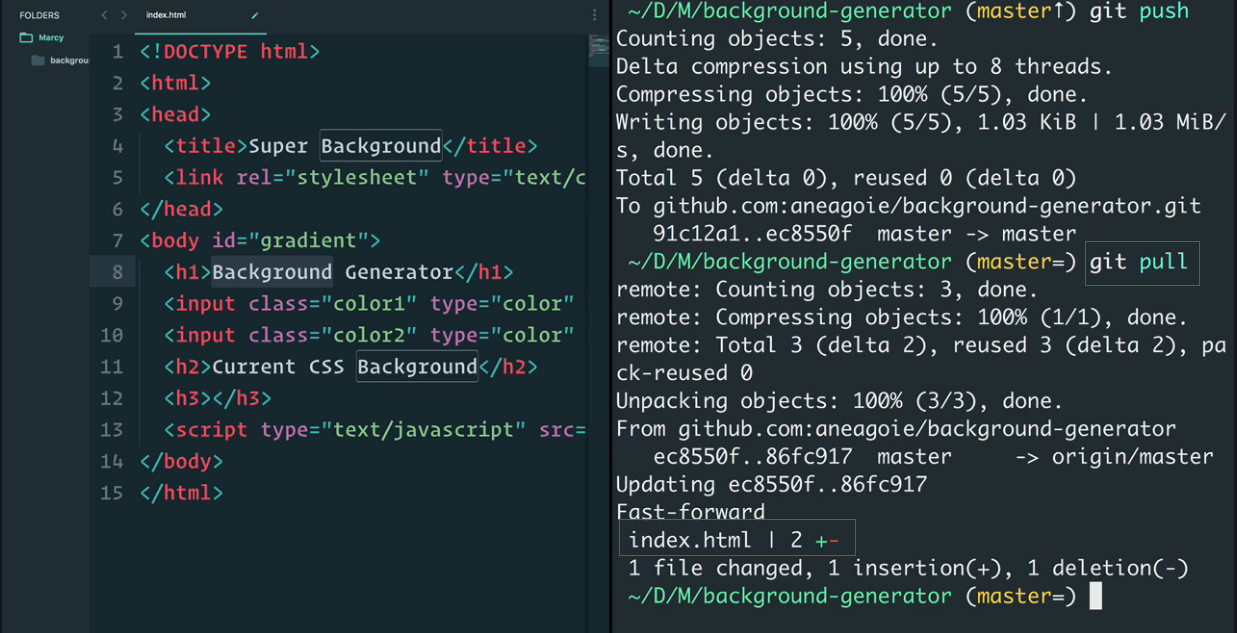 FOLDERS
Marcy
backgrou
index.html
1 <!DOCTYPE html>
2 <html>
3 <head>
4 <title>Super Background</title>
5 <link rel="stylesheet" type="text/c
6 </head>
7 <body id="gradient">
8 <h1>Background Generator</h1>
9 <input class="color1" type="color"
10 <input class="color2" type="color"
11 <h2>Current CSS Background</h2>
12 <h3></h3>
13 <script type="text/javascript" src=
14 </body>
15 </html>
~/D/M/background-generator (master↑) git push
Counting objects: 5, done.
Delta compression using up to 8 threads.
Compressing objects: 100% (5/5), done.
Writing objects: 100% (5/5), 1.03 KiB | 1.03 MiB/
s, done.
Total 5 (delta 0), reused 0 (delta 0)
To github.com:aneagoie/background-generator.git
91c12a1..ec8550f master -> master
~/D/M/background-generator (master=) git pull
remote: Counting objects: 3, done.
remote: Compressing objects: 100% (1/1), done.
remote: Total 3 (delta 2), reused 3 (delta 2), pa
ck-reused 0
Unpacking objects: 100% (3/3), done.
From github.com:aneagoie/background-generator
ec8550f..86fc917 master -> origin/master
Updating ec8550f..86fc917
Fast-forward
index.html | 2 +-
1 file changed, 1 insertion(+), 1 deletion(-)
~/D/M/background-generator (master=)